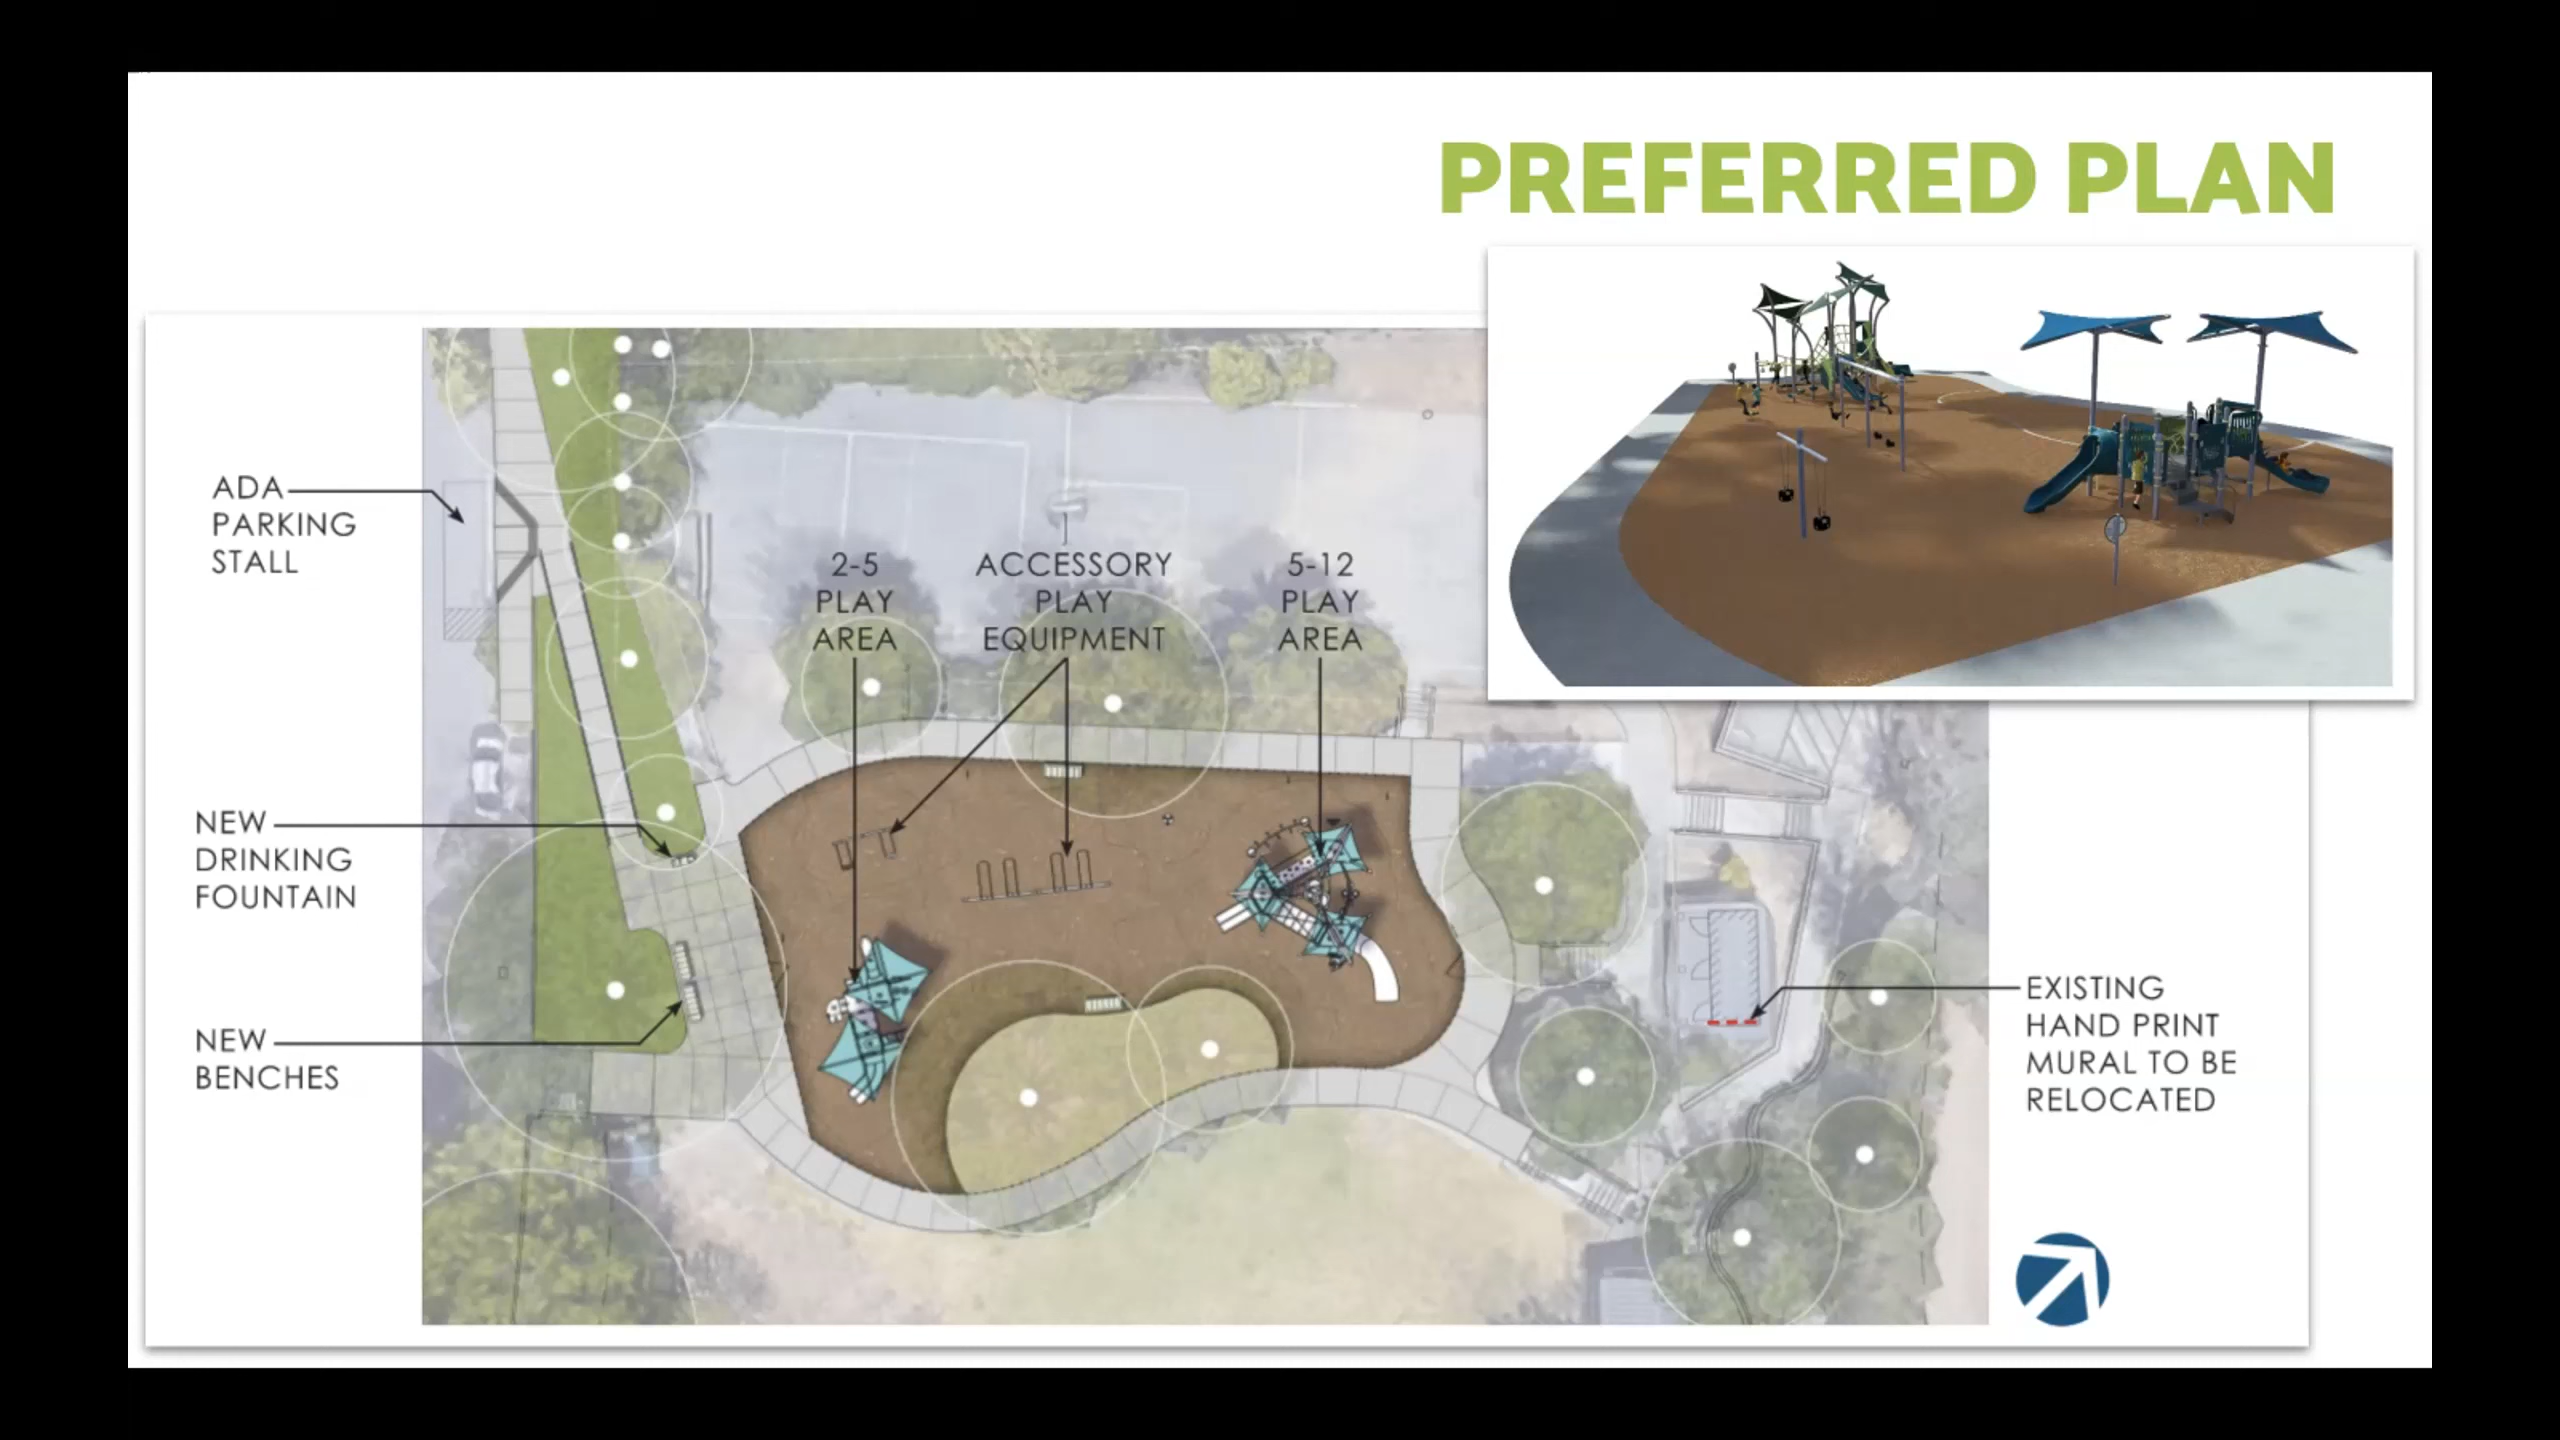 PREFERRED PLAN
ADA
PARKING
STALL
2-5
PLAY
AREA
ACCESSORY
PLAY
EQUIPMENT
5-12
PLAY
AREA
NEW
DRINKING
FOUNTAIN
NEW
BENCHES
EXISTING
HAND PRINT
MURAL TO BE
RELOCATED